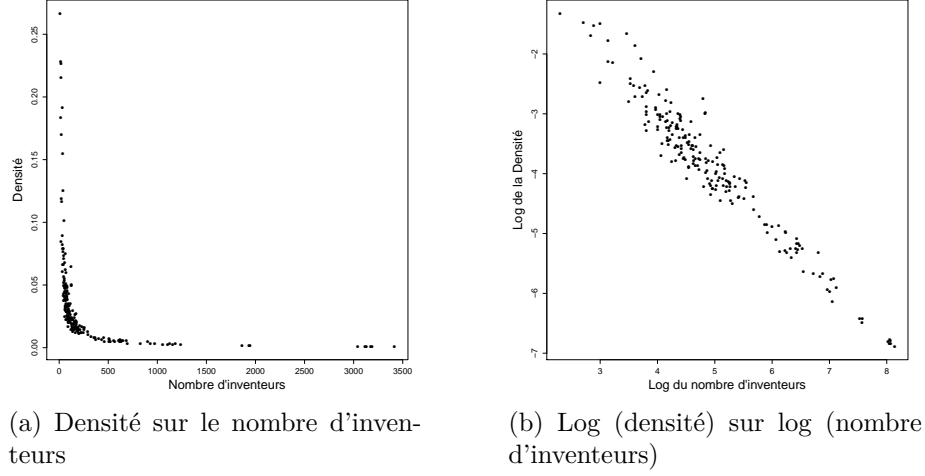 0.25
0.20
0.15
0.10
0.05
0.00
Densité
0 500 1000 1500 2000 2500 3000 3500
Nombre d'inventeurs
(a) Densité sur le nombre d'inven-
teurs
−2
−3
−4
−5
−6
−7
Log de la Densité
3 4 5 6 7 8
Log du nombre d'inventeurs
(b) Log (densité) sur log (nombre
d'inventeurs)